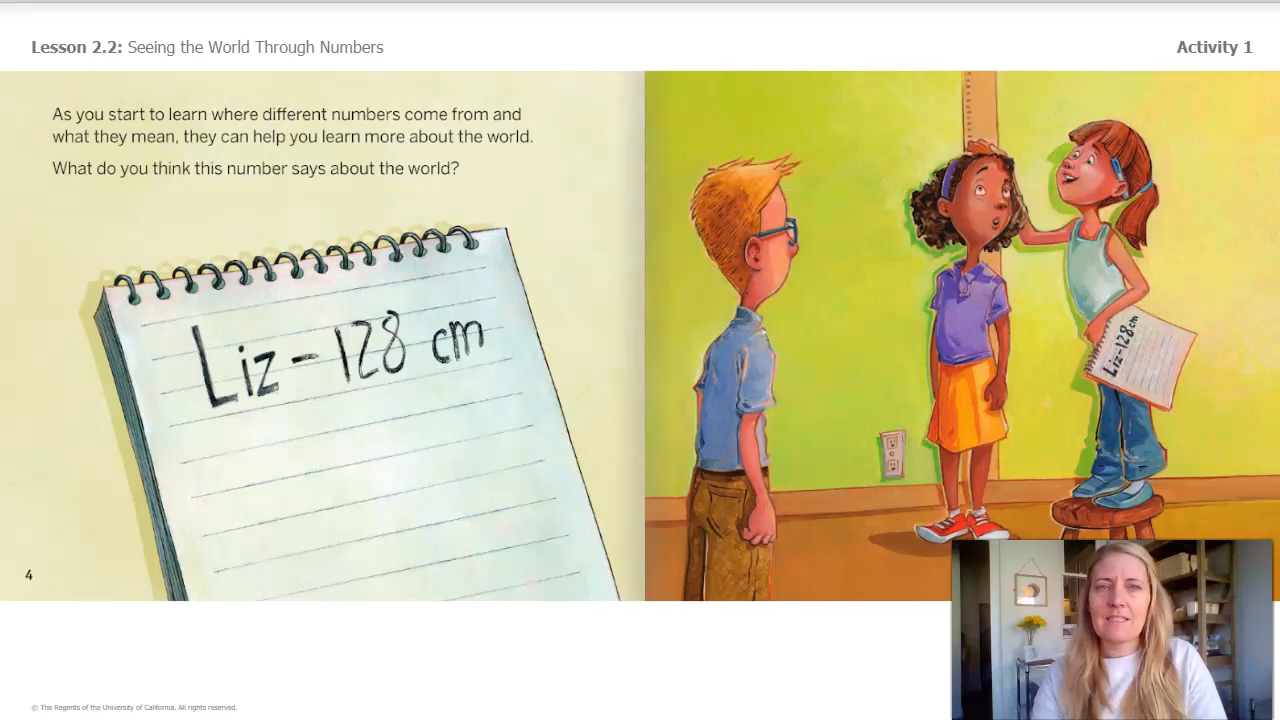 Lesson 2.2: Seeing the World Through Numbers
Activity 1
As you start to learn where different numbers come from and
what they mean, they can help you learn more about the world.
What do you think this number says about the world?
Liz - 128 cm
Liz-128cm
4
© The Regents of the University of California. All rights reserved.